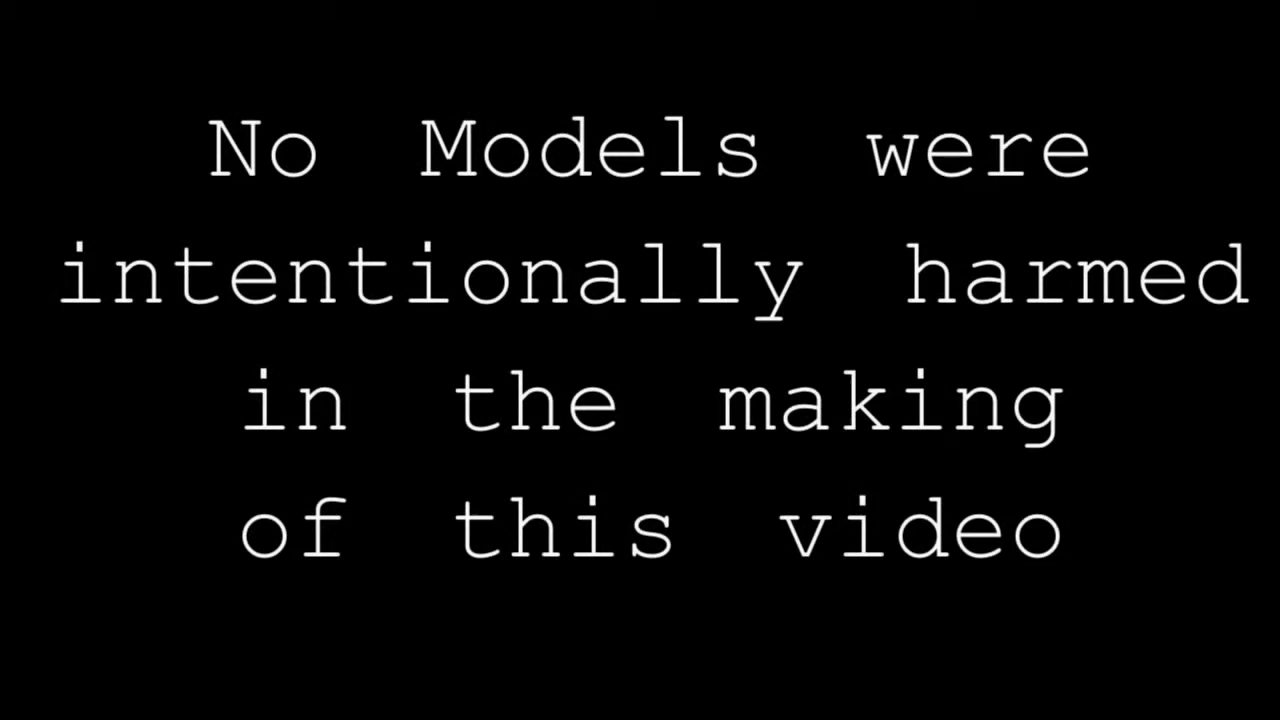 No Models were
intentionally harmed
in the making
of this video